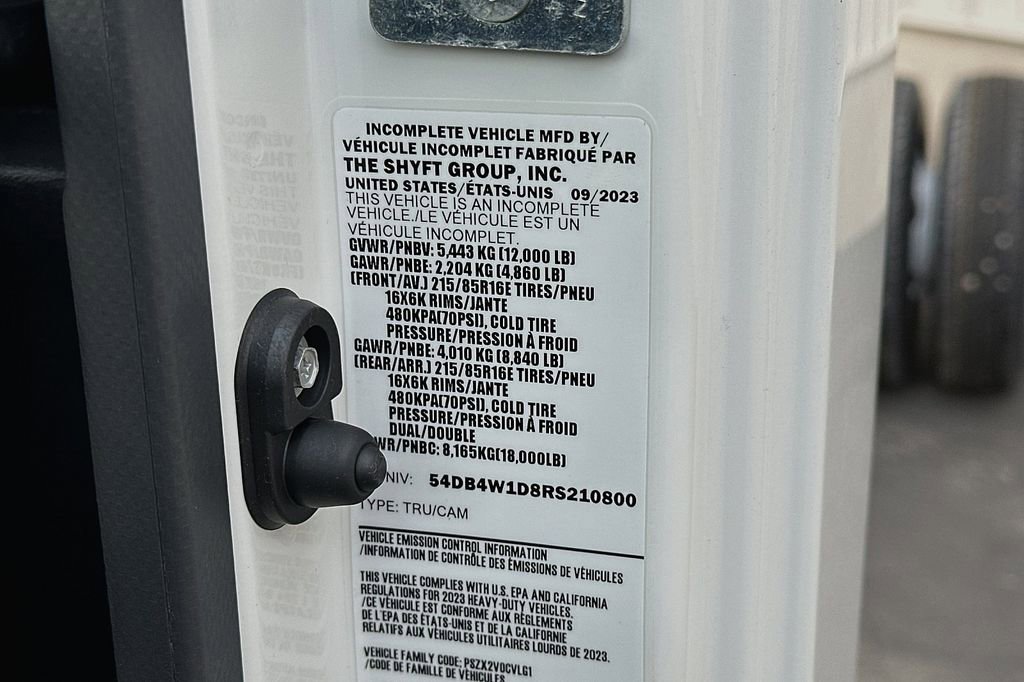 INCOMPLETE VEHICLE MFD BY/
VÉHICULE INCOMPLET FABRIQUÉ PAR
THE SHYFT GROUP, INC.
UNITED STATES/ÉTATS-UNIS 09/2023
THIS VEHICLE IS AN INCOMPLETE
VEHICLE./LE VÉHICULE EST UN
VÉHICULE INCOMPLET.
GVWR/PNBV: 5,443 KG (12,000 LB)
GAWR/PNBE: 2,204 KG (4,860 LB)
(FRONT/AV.) 215/85R16E TIRES/PNEU
16X6K RIMS/JANTE
480KPA(70PSI), COLD TIRE
PRESSURE/PRESSION À FROID
GAWR/PNBE: 4,010 KG (8,840 LB)
(REAR/ARR.) 215/85R16E TIRES/PNEU
16X6K RIMS/JANTE
480KPA(70PSI), COLD TIRE
PRESSURE/PRESSION À FROID
DUAL/DOUBLE
WR/PNBC: 8,165KG(18,000LB)
NIV: 54DB4W1D8RS210800
TYPE: TRU/CAM
VEHICLE EMISSION CONTROL INFORMATION
/INFORMATION DE CONTRÔLE DES ÉMISSIONS DE VÉHICULES
THIS VEHICLE COMPLIES WITH U.S. EPA AND CALIFORNIA
REGULATIONS FOR 2023 HEAVY-DUTY VEHICLES.
/CE VÉHICULE EST CONFORME AUX RÈGLEMENTS
DE L'EPA DES ÉTATS-UNIS ET DE LA CALIFORNIE
RELATIFS AUX VÉHICULES UTILITAIRES LOURDS DE 2023.
VEHICLE FAMILY CODE: PSZX2VOCVLG1
/CODE DE FAMILLE DE VÉHICULES